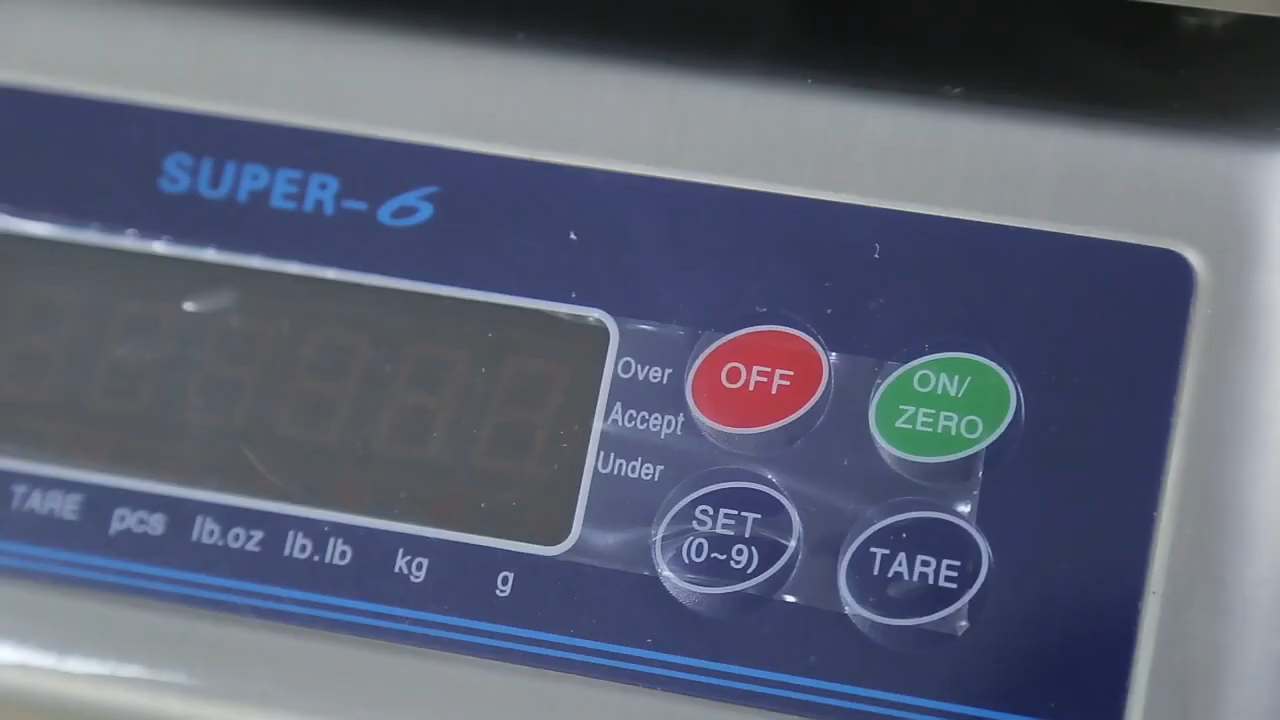 SUPER-6
Over
Accept
Under
OFF
ON/
ZERO
SET
(0~9)
TARE
TARE pcs lb.oz lb.lb kg g